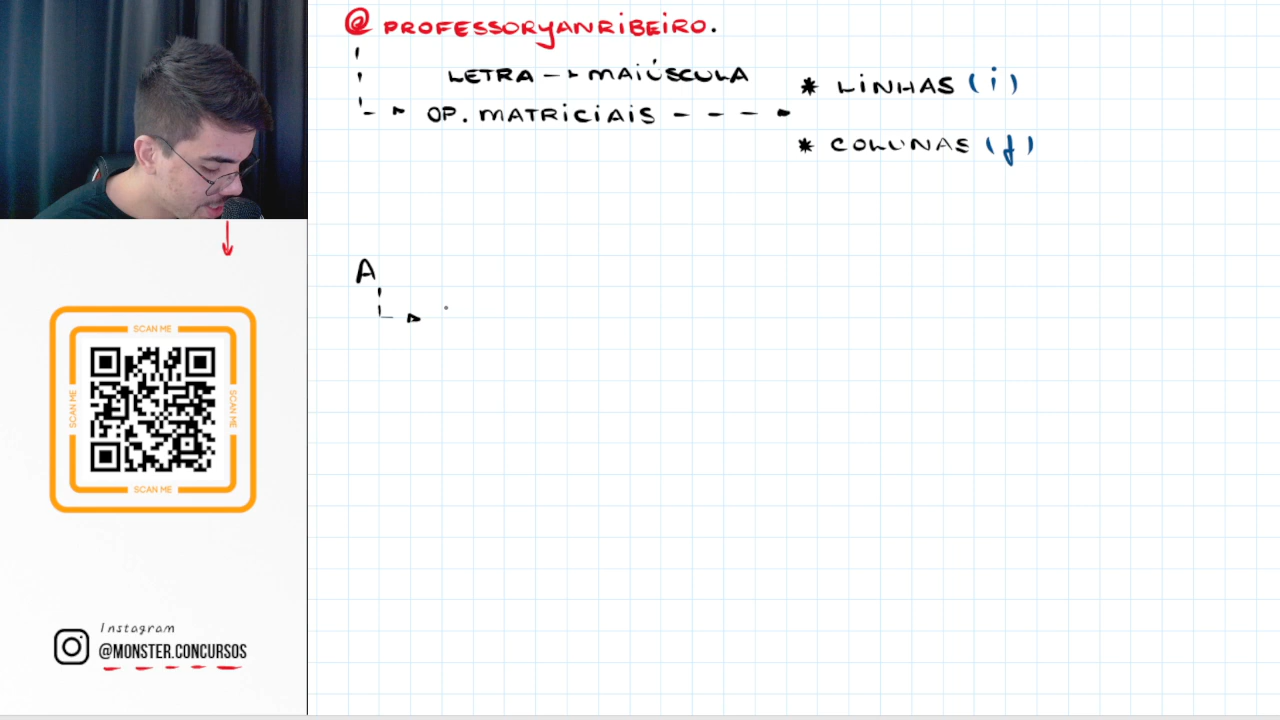 @PROFESSORYANRIBEIRO.
LETRA → MAIÚSCULA
OP. MATRICIAIS
* LINHAS (i)
* COLUNAS (j)
A
SCAN ME
SCAN ME
SCAN ME
SCAN ME
Instagram
@MONSTER.CONCURSOS